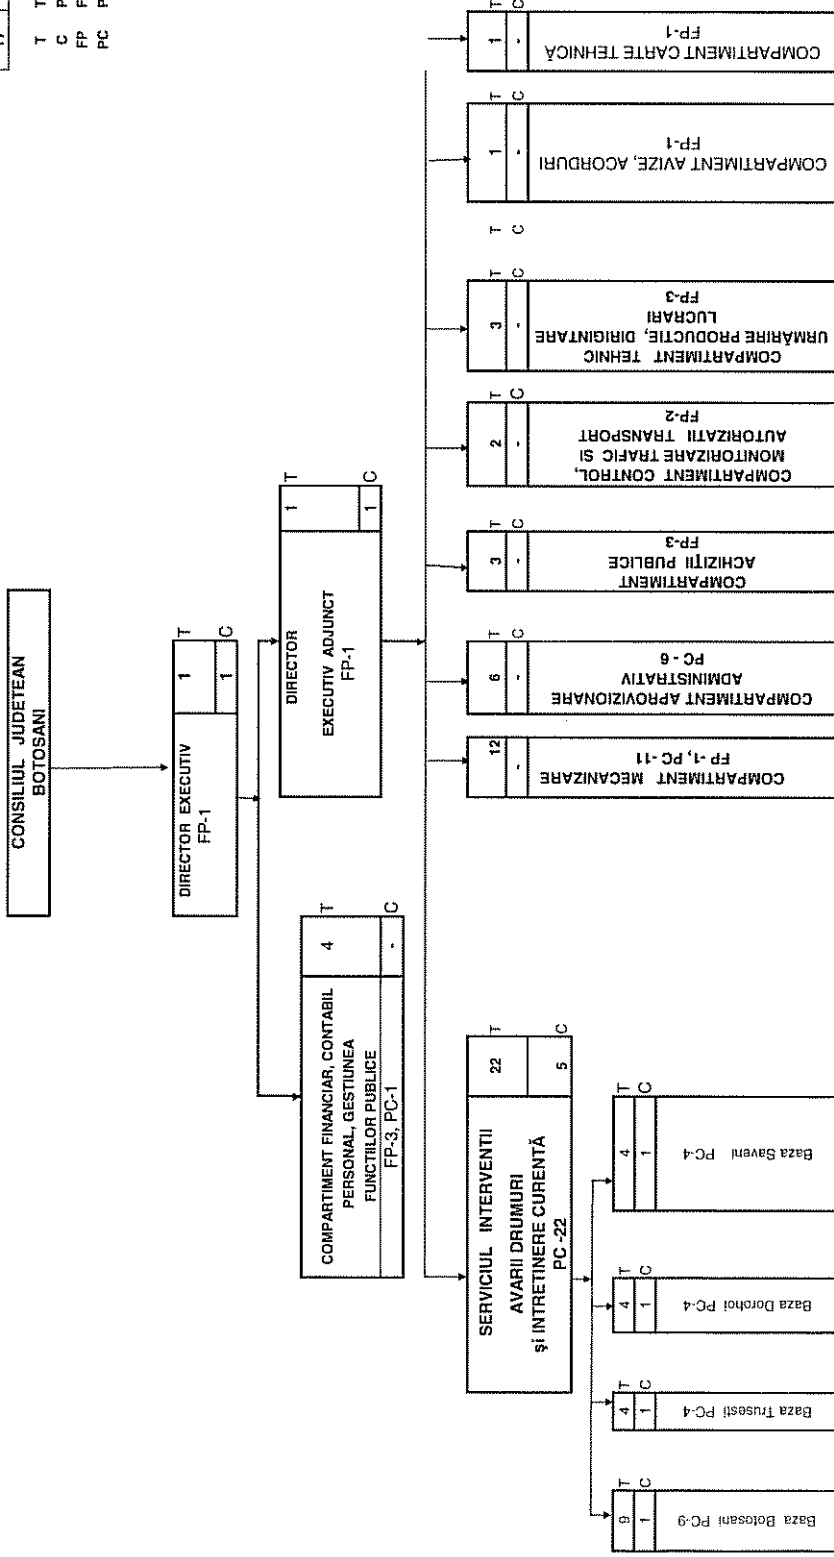 T T
C P
FP F
PC P
CONSILIUL JUDETEAN
BOTOSANI
DIRECTOR EXECUTIV
FP-1
1 T
1 C
COMPARTIMENT FINANCIAR, CONTABIL
PERSONAL, GESTIUNEA
FUNCTIILOR PUBLICE
FP-3, PC-1
4 T
- C
DIRECTOR
EXECUTIV ADJUNCT
FP-1
1 T
1 C
SERVICIUL INTERVENTII
AVARII DRUMURI
şi INTRETINERE CURENTĂ
PC -22
22 T
5 C
12
-
COMPARTIMENT MECANIZARE
FP -1, PC -11
6 T
- C
COMPARTIMENT APROVIZIONARE
ADMINISTRATIV
PC - 6
3 T
- C
COMPARTIMENT
ACHIZIŢII PUBLICE
FP-3
2 T
- C
COMPARTIMENT CONTROL,
MONITORIZARE TRAFIC SI
AUTORIZATII TRANSPORT
FP-2
3 T
- C
COMPARTIMENT TEHNIC
URMĂRIRE PRODUCTIE, DIRIGINTARE
LUCRARI
FP-3
T
C
1
-
COMPARTIMENT AVIZE, ACORDURI
FP-1
1 T
- C
COMPARTIMENT CARTE TEHNICĂ
FP-1
9 T
1 C
Baza Botosani PC-9
4 T
1 C
Baza Trusesti PC-4
4 T
1 C
Baza Dorohoi PC-4
4 T
1 C
Baza Saveni PC-4